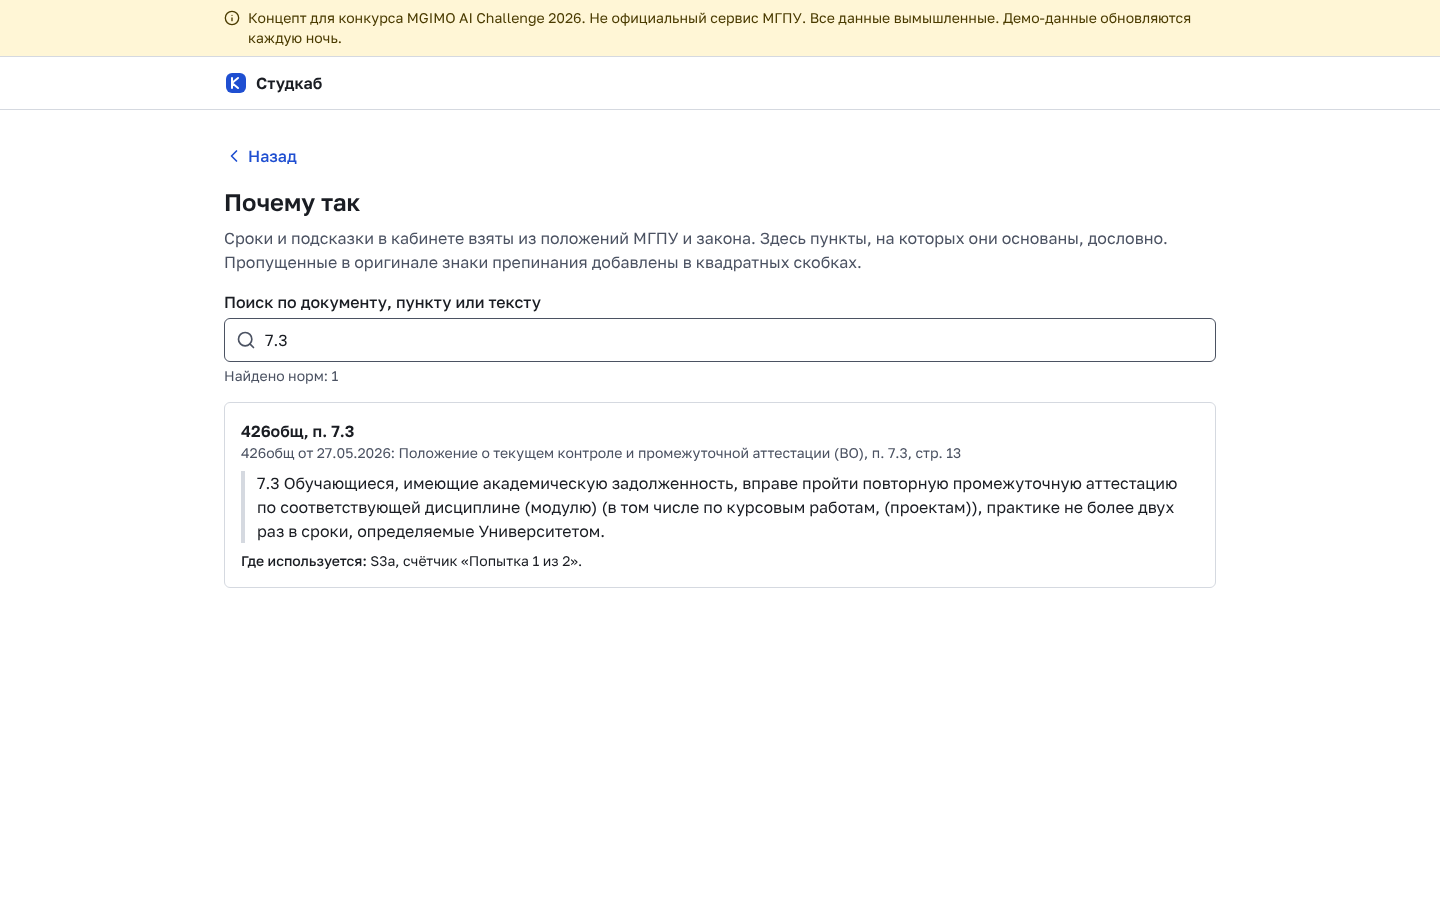 Концепт для конкурса MGIMO AI Challenge 2026. Не официальный сервис МГПУ. Все данные вымышленные. Демо-данные обновляются
каждую ночь.
Студкаб
Назад
Почему так
Сроки и подсказки в кабинете взяты из положений МГПУ и закона. Здесь пункты, на которых они основаны, дословно.
Пропущенные в оригинале знаки препинания добавлены в квадратных скобках.
Поиск по документу, пункту или тексту
7.3
Найдено норм: 1
426общ, п. 7.3
426общ от 27.05.2026: Положение о текущем контроле и промежуточной аттестации (ВО), п. 7.3, стр. 13
7.3 Обучающиеся, имеющие академическую задолженность, вправе пройти повторную промежуточную аттестацию
по соответствующей дисциплине (модулю) (в том числе по курсовым работам, (проектам)), практике не более двух
раз в сроки, определяемые Университетом.
Где используется: S3a, счётчик «Попытка 1 из 2».